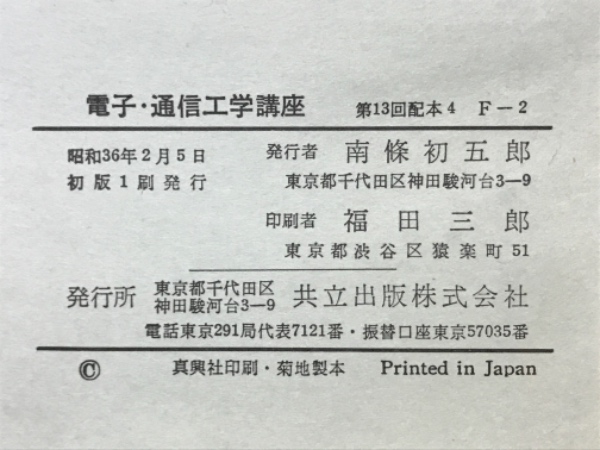 電子・通信工学講座 第13回配本4 F－2
昭和36年2月5日
初版1刷発行
発行者 南條初五郎
東京都千代田区神田駿河台3―9
印刷者 福田三郎
東京都渋谷区猿楽町51
発行所 東京都千代田区
神田駿河台3―9 共立出版株式会社
電話東京291局代表7121番・振替口座東京57035番
Ⓒ 真興社印刷・菊地製本 Printed in Japan